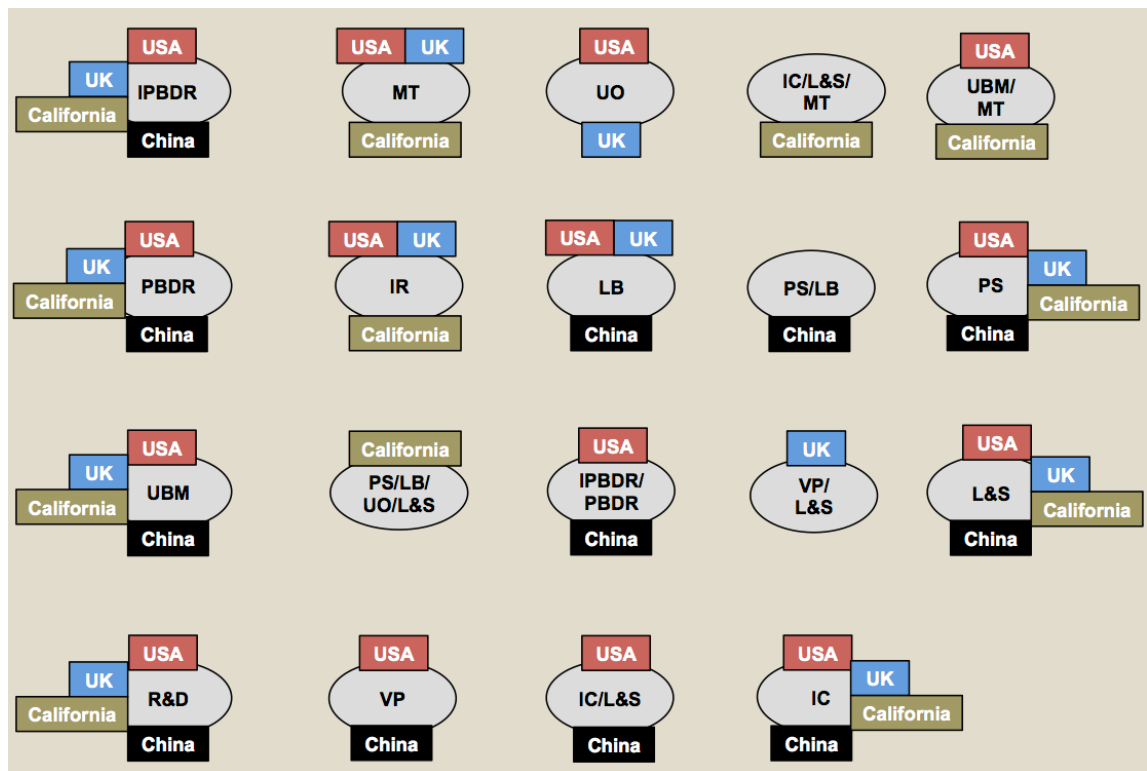 USA
UK
IPBDR
California
China
USA UK
MT
California
USA
UO
UK
IC/L&S/
MT
California
USA
UBM/
MT
California
USA
UK
PBDR
California
China
USA UK
IR
California
USA UK
LB
China
PS/LB
China
USA
UK
PS
California
China
USA
UK
UBM
California
China
California
PS/LB/
UO/L&S
USA
IPBDR/
PBDR
China
UK
VP/
L&S
USA
UK
L&S
California
China
USA
UK
R&D
California
China
USA
VP
China
USA
IC/L&S
China
USA
UK
IC
California
China